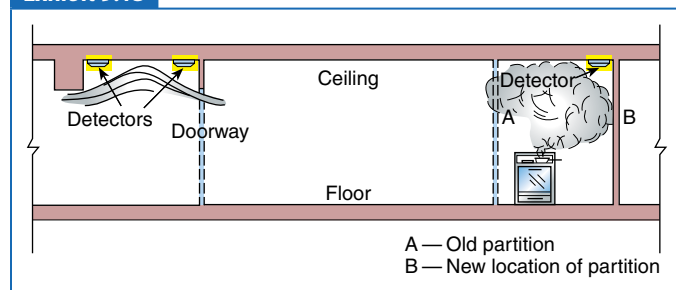 Ceiling
Detector
Detectors
A
B
Doorway
Floor
A — Old partition
B — New location of partition